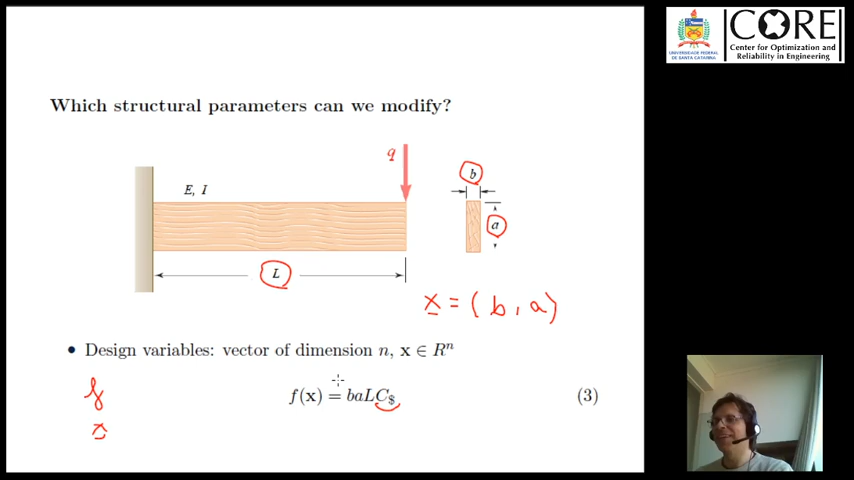 CORE
Center for Optimization and
Reliability in Engineering
UNIVERSIDADE FEDERAL
DE SANTA CATARINA
Which structural parameters can we modify?
q
b
E, I
a
L
x = ( b , a )
• Design variables: vector of dimension n, x ∈ Rⁿ
f(x) = baLC$ (3)
f
x